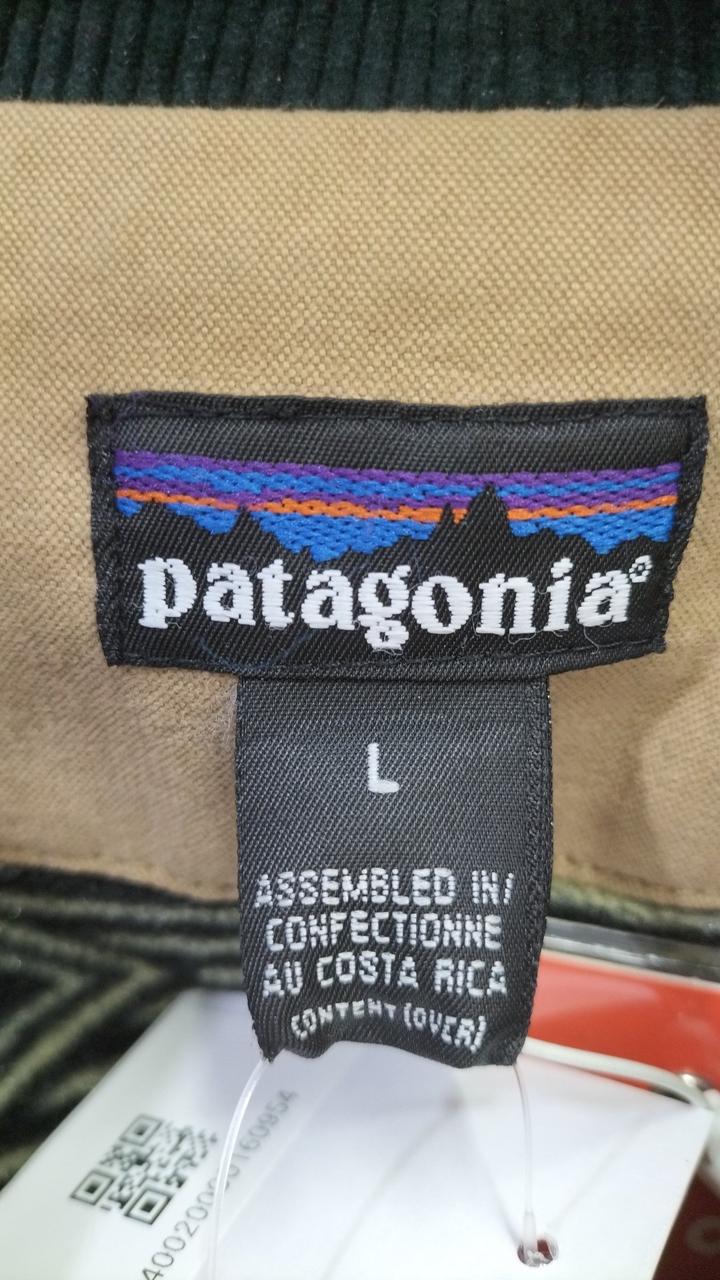 patagonia®
L
ASSEMBLED IN/
CONFECTIONNE
AU COSTA RICA
CONTENT (OVER)